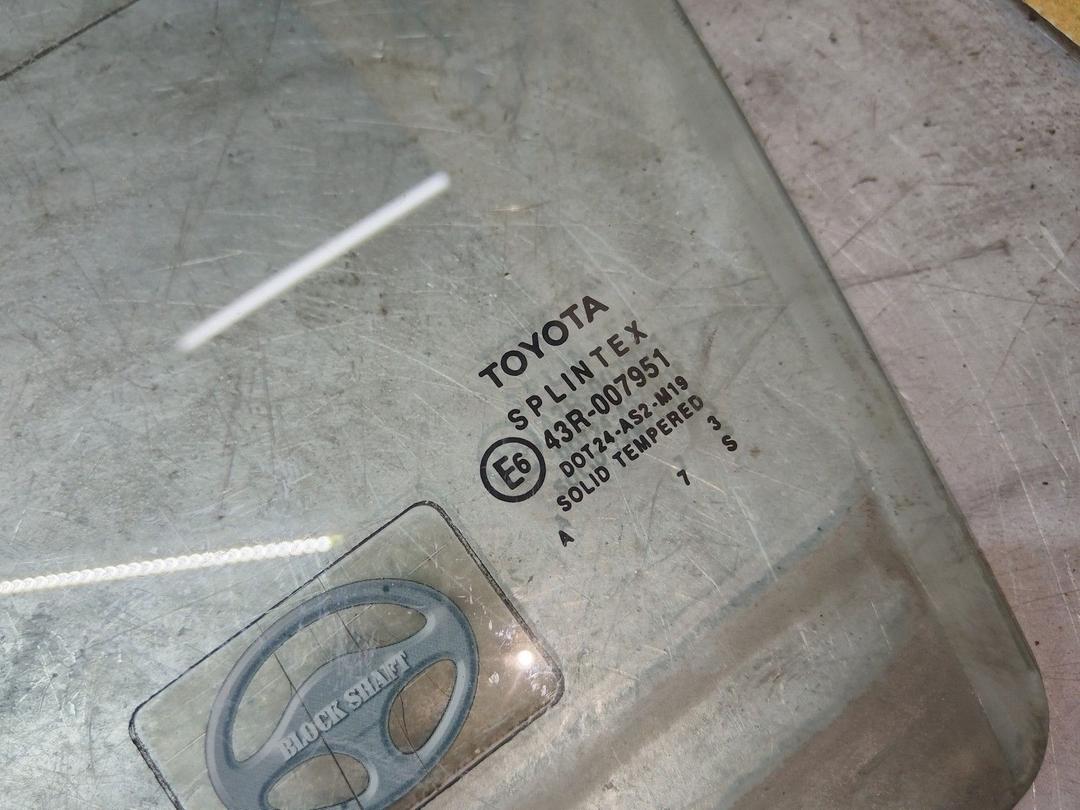 TOYOTA
SPLINTEX
E6 43R-007951
DOT24-AS2-M19
SOLID TEMPERED
3
A 7 S
BLOCK SHAFT